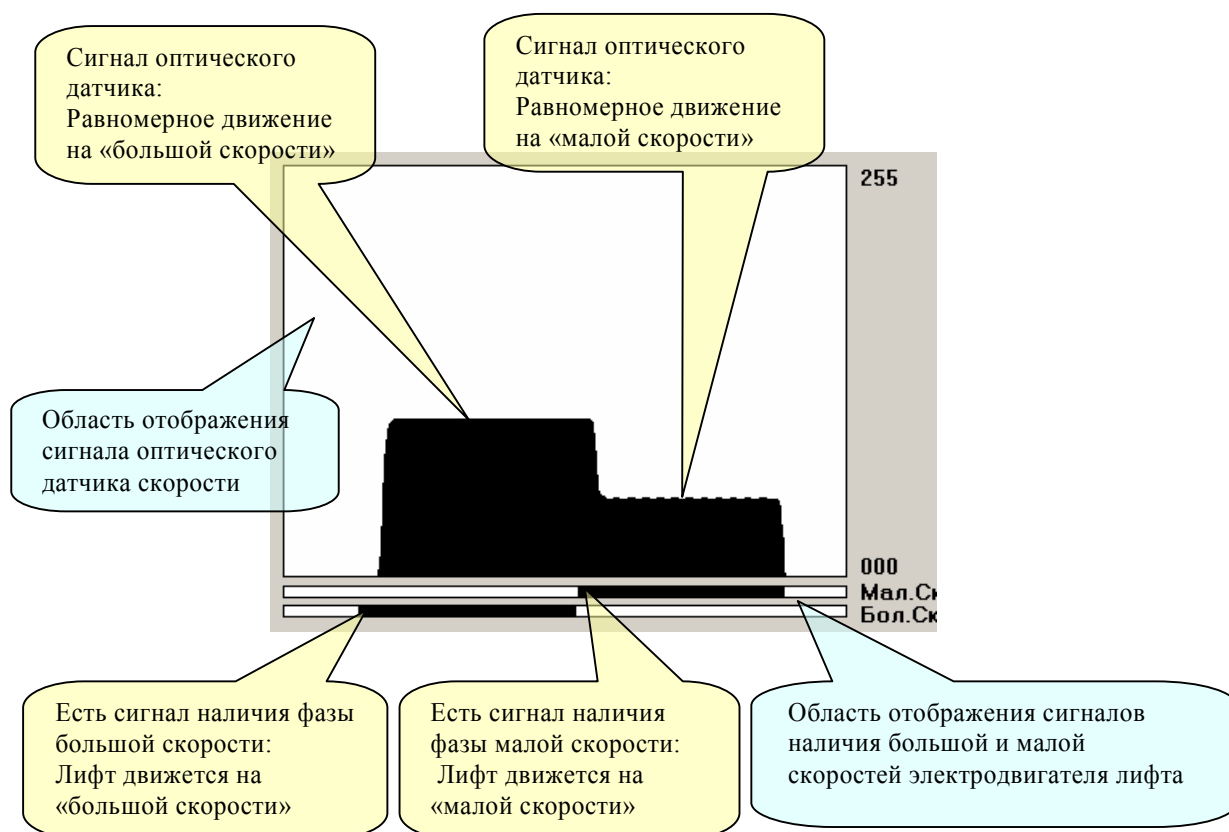 Сигнал оптического
датчика:
Равномерное движение
на «большой скорости»
Сигнал оптического
датчика:
Равномерное движение
на «малой скорости»
255
Область отображения
сигнала оптического
датчика скорости
000
Мал.Ск
Бол.Ск
Есть сигнал наличия фазы
большой скорости:
Лифт движется на
«большой скорости»
Есть сигнал наличия
фазы малой скорости:
Лифт движется на
«малой скорости»
Область отображения сигналов
наличия большой и малой
скоростей электродвигателя лифта